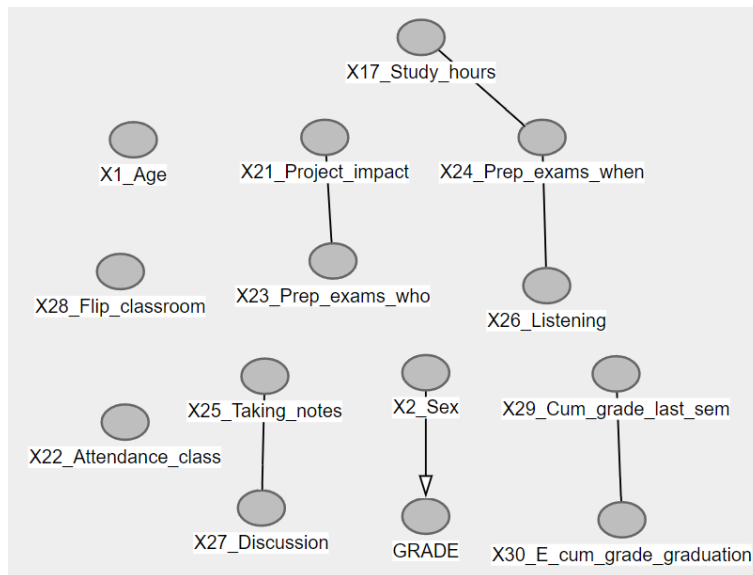 X17_Study_hours
X1_Age
X21_Project_impact
X24_Prep_exams_when
X28_Flip_classroom
X23_Prep_exams_who
X26_Listening
X25_Taking_notes
X2_Sex
X29_Cum_grade_last_sem
X22_Attendance_class
X27_Discussion
GRADE
X30_E_cum_grade_graduation